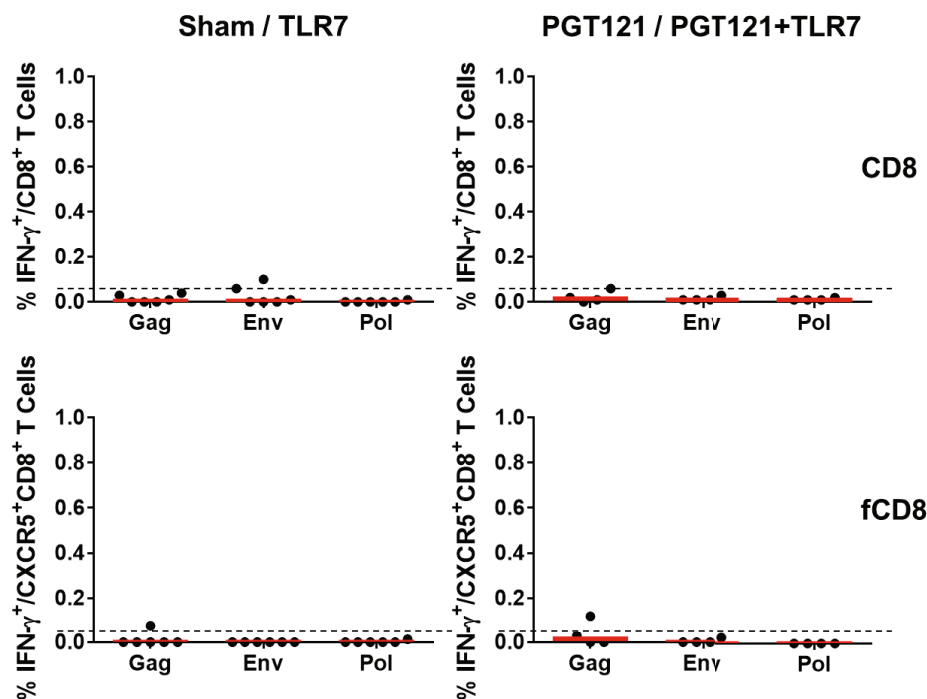 Sham / TLR7
PGT121 / PGT121+TLR7
% IFN-γ+/CD8+ T Cells
1.0
0.8
0.6
0.4
0.2
0.0
Gag
Env
Pol
% IFN-γ+/CD8+ T Cells
1.0
0.8
0.6
0.4
0.2
0.0
Gag
Env
Pol
CD8
% IFN-γ+/CXCR5+CD8+ T Cells
1.0
0.8
0.6
0.4
0.2
0.0
Gag
Env
Pol
% IFN-γ+/CXCR5+CD8+ T Cells
1.0
0.8
0.6
0.4
0.2
0.0
Gag
Env
Pol
fCD8